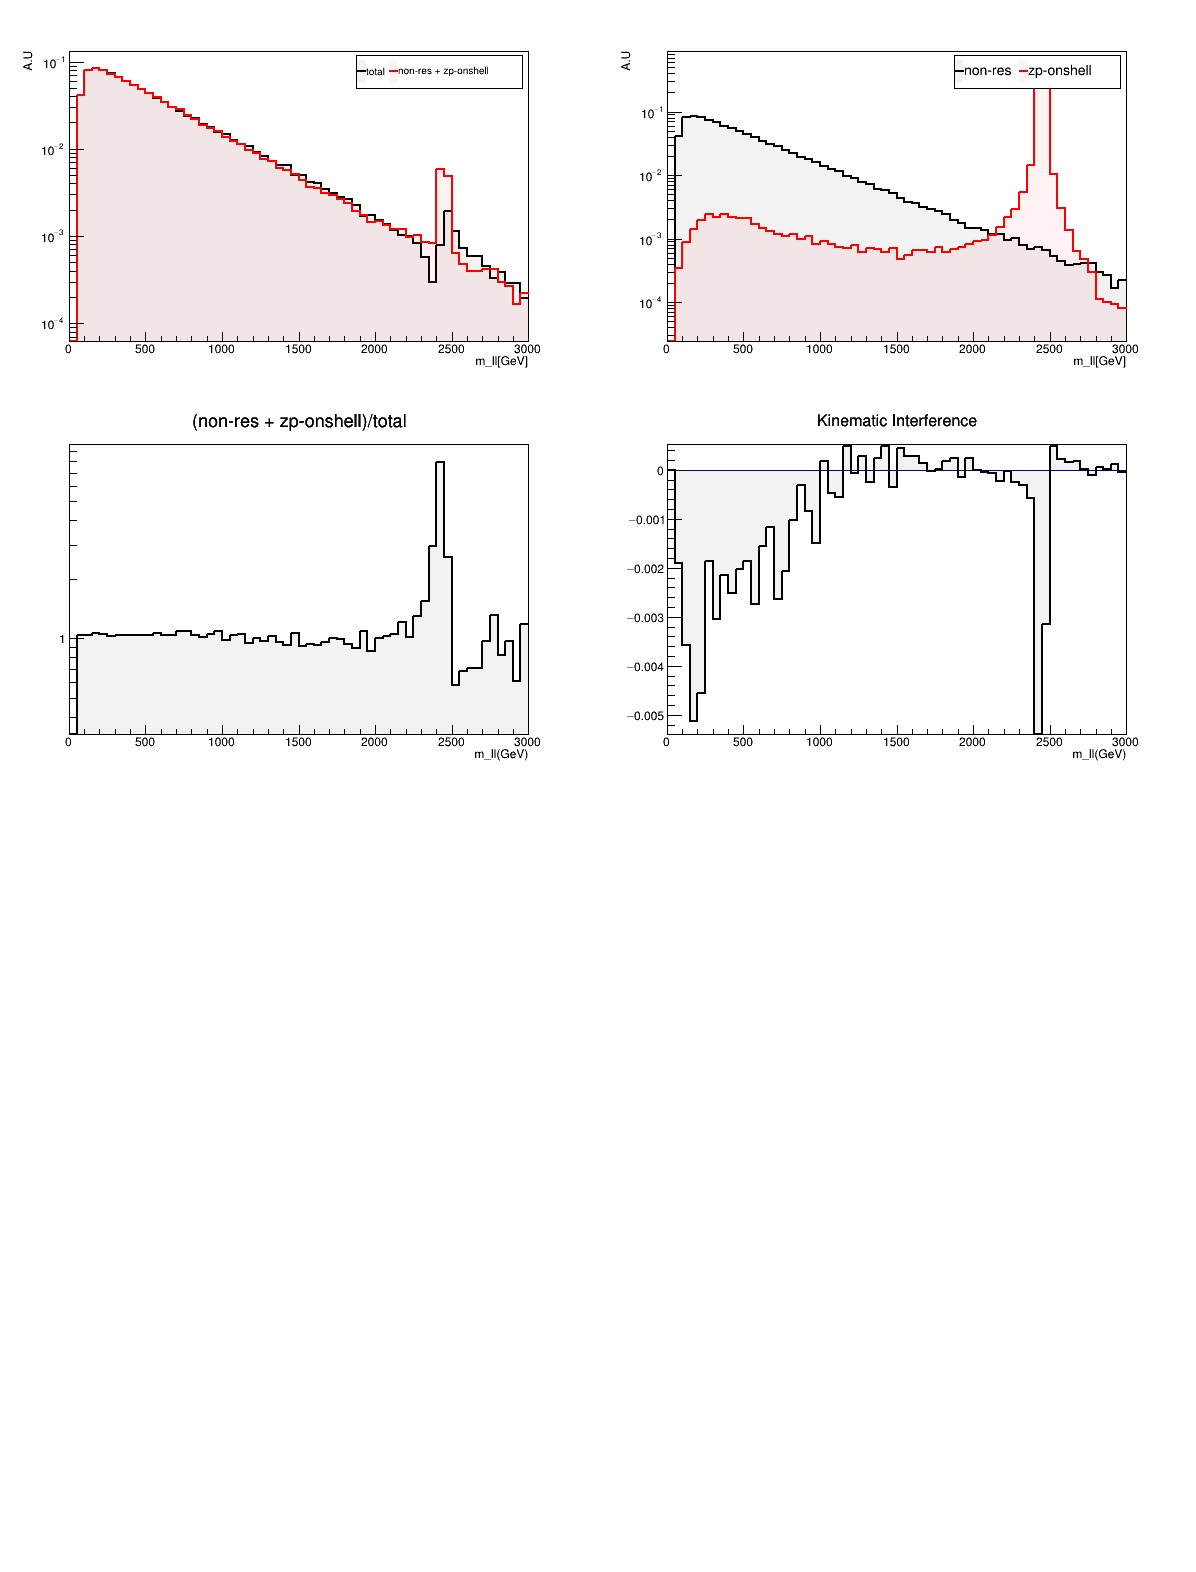 A.U
total non-res + zp-onshell
10⁻¹
10⁻²
10⁻³
10⁻⁴
0 500 1000 1500 2000 2500 3000
m_ll[GeV]
A.U
non-res zp-onshell
10⁻¹
10⁻²
10⁻³
10⁻⁴
0 500 1000 1500 2000 2500 3000
m_ll[GeV]
(non-res + zp-onshell)/total
1
0 500 1000 1500 2000 2500 3000
m_ll(GeV)
Kinematic Interference
0
−0.001
−0.002
−0.003
−0.004
−0.005
0 500 1000 1500 2000 2500 3000
m_ll(GeV)